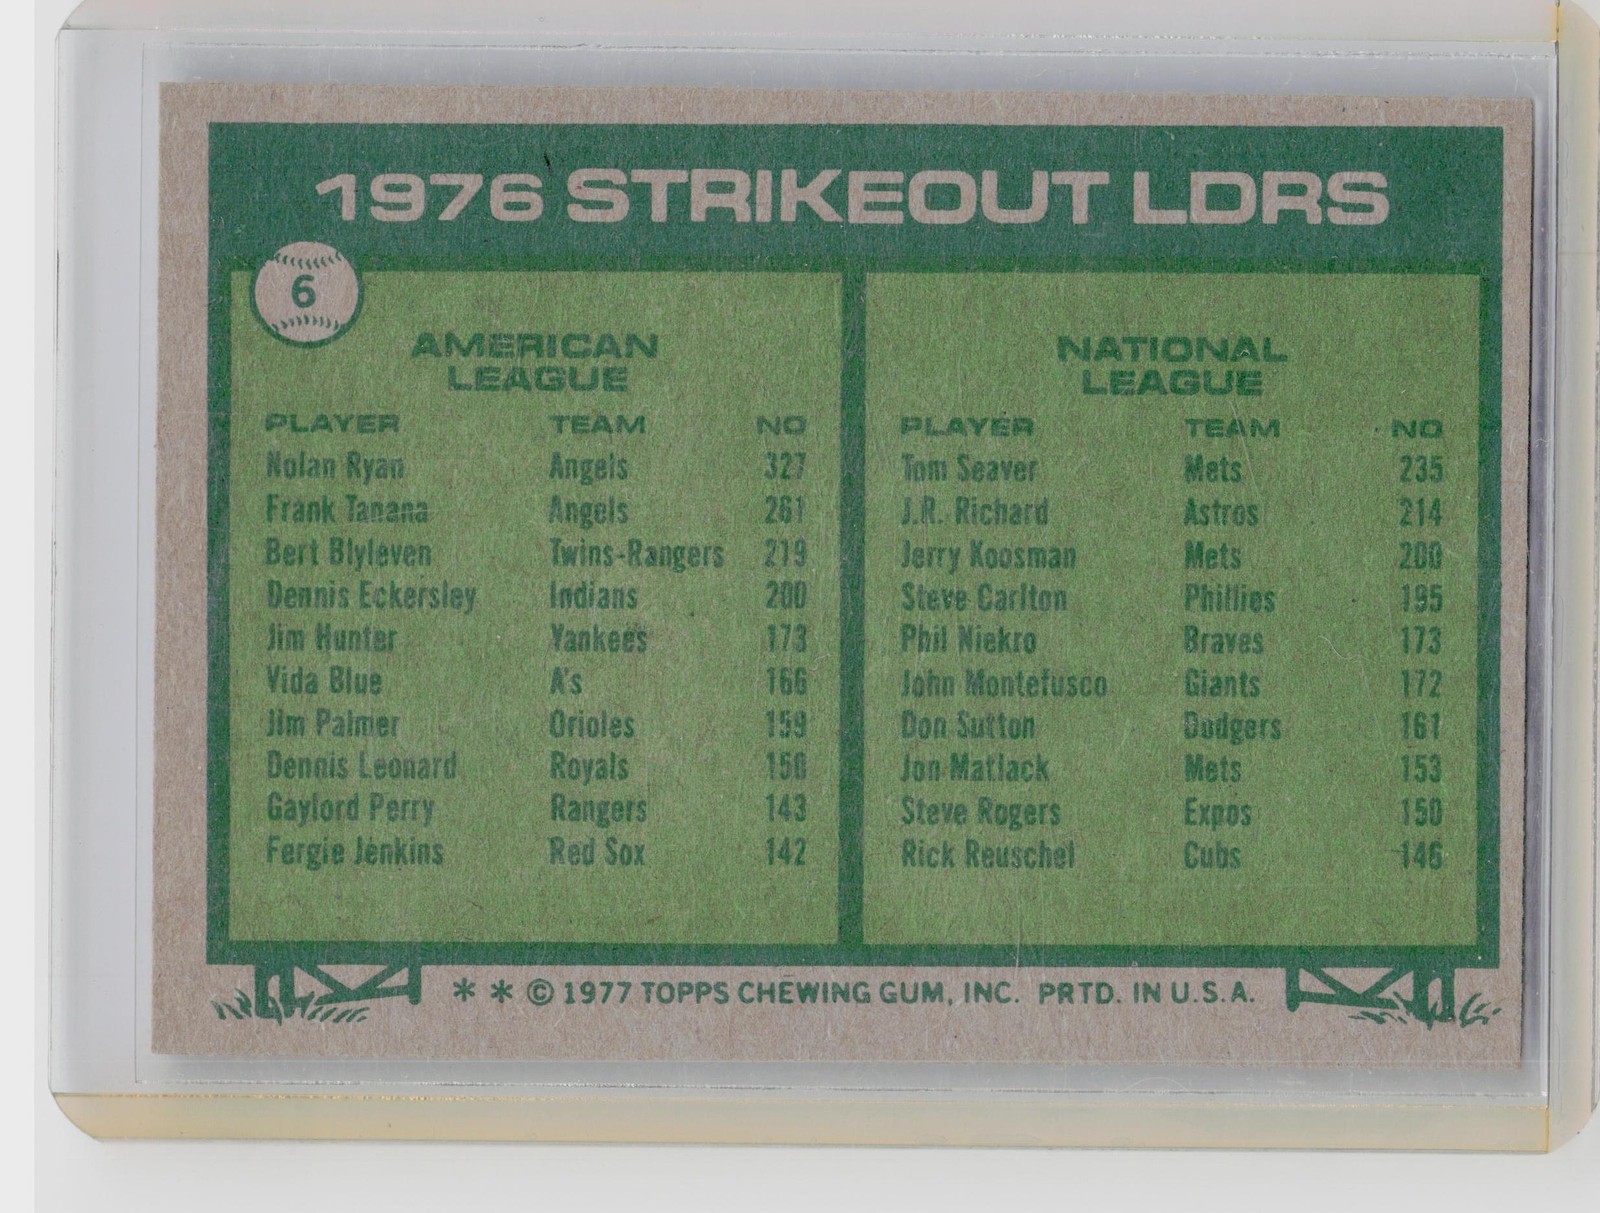 1976 STRIKEOUT LDRS
6
AMERICAN
LEAGUE
PLAYER TEAM NO
Nolan Ryan Angels 327
Frank Tanana Angels 261
Bert Blyleven Twins-Rangers 219
Dennis Eckersley Indians 200
Jim Hunter Yankees 173
Vida Blue A's 166
Jim Palmer Orioles 159
Dennis Leonard Royals 150
Gaylord Perry Rangers 143
Fergie Jenkins Red Sox 142
NATIONAL
LEAGUE
PLAYER TEAM NO
Tom Seaver Mets 235
J.R. Richard Astros 214
Jerry Koosman Mets 200
Steve Carlton Phillies 195
Phil Niekro Braves 173
John Montefusco Giants 172
Don Sutton Dodgers 161
Jon Matlack Mets 153
Steve Rogers Expos 150
Rick Reuschel Cubs 146
* * © 1977 TOPPS CHEWING GUM, INC. PRTD. IN U.S.A.